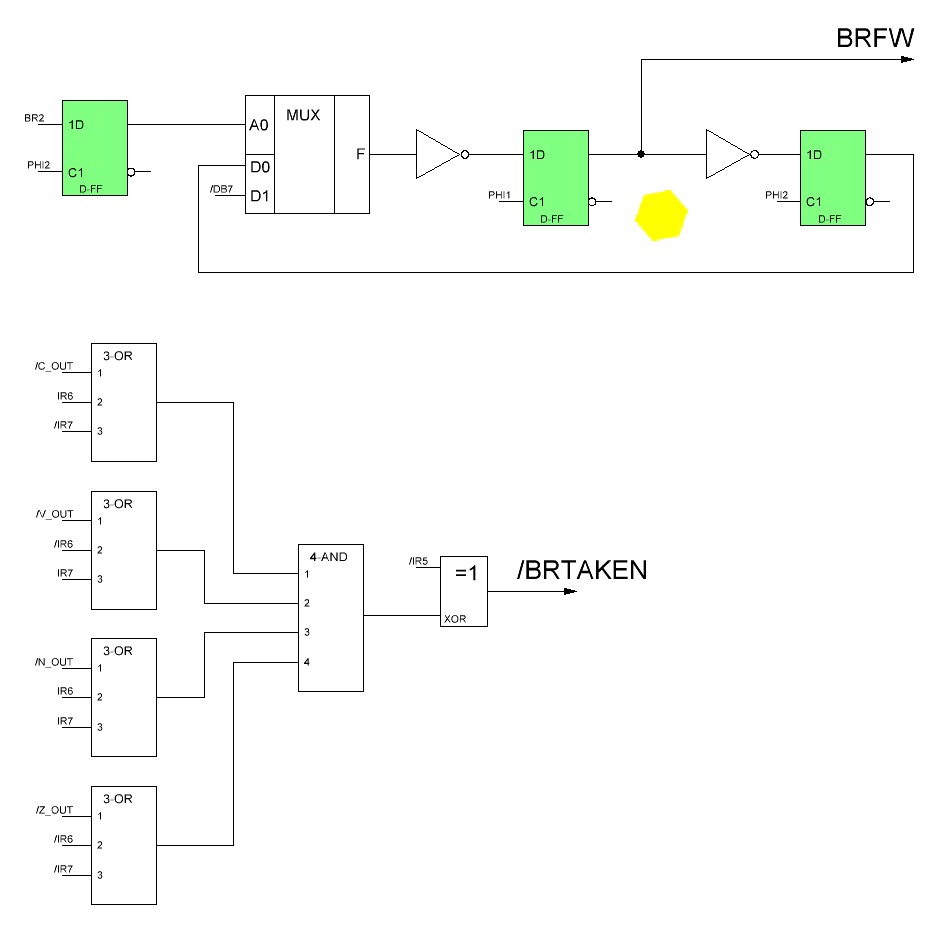 BRFW
BR2
1D
PHI2
C1
D-FF
A0
MUX
D0
/DB7
D1
F
1D
PHI1
C1
D-FF
1D
PHI2
C1
D-FF
3-OR
/C_OUT
1
IR6
2
/IR7
3
3-OR
/V_OUT
1
/IR6
2
IR7
3
3-OR
/N_OUT
1
IR6
2
IR7
3
3-OR
/Z_OUT
1
/IR6
2
/IR7
3
4-AND
1
2
3
4
/IR5
=1
XOR
/BRTAKEN